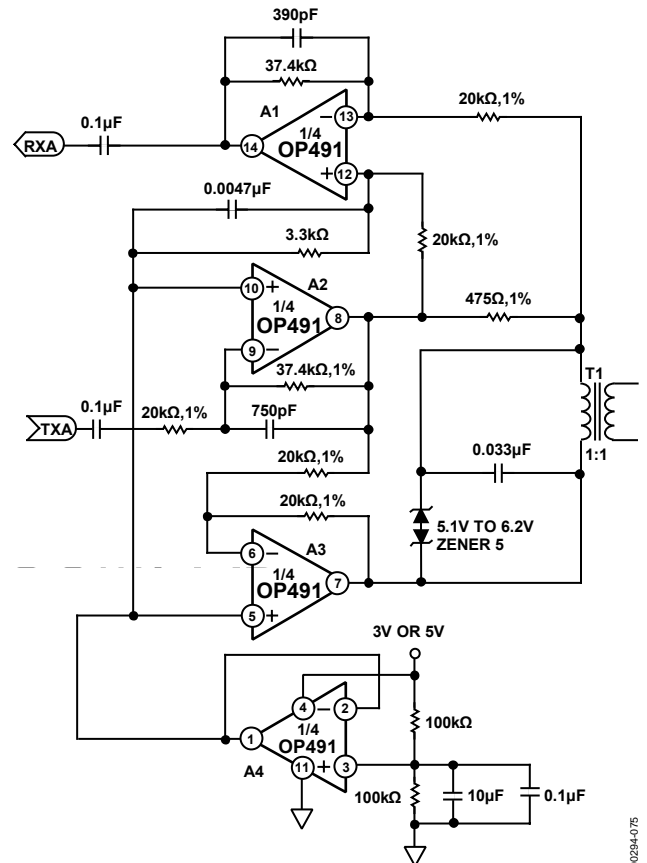 390pF
37.4kΩ
A1
20kΩ,1%
0.1µF
− 13
1/4
RXA
14
OP491
+ 12
0.0047µF
20kΩ,1%
3.3kΩ
A2
475Ω,1%
10 +
1/4
8
OP491
9 −
T1
37.4kΩ,1%
0.1µF
20kΩ,1%
750pF
TXA
0.033µF
1:1
20kΩ,1%
20kΩ,1%
5.1V TO 6.2V
ZENER 5
A3
6 −
1/4
7
OP491
5 +
3V OR 5V
4 − 2
100kΩ
1/4
1
OP491
A4
11 + 3
100kΩ
10µF
0.1µF
00294-075